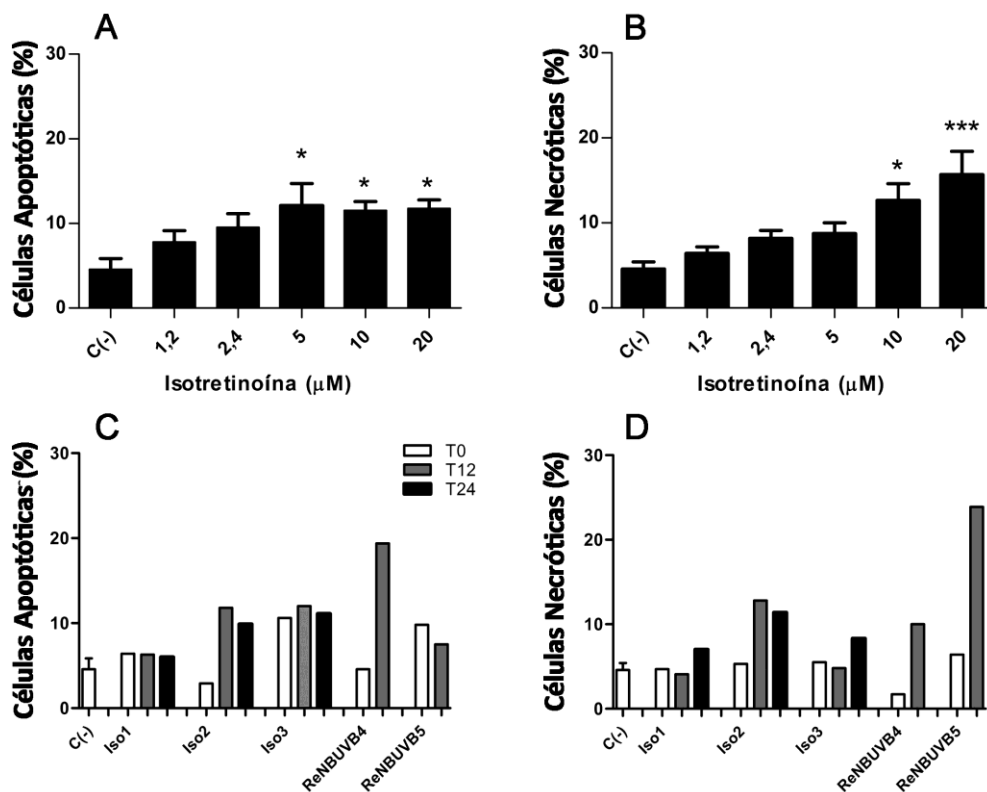 A
Células Apoptóticas (%)
30
20
10
0
*
*
*
C(-)
1,2
2,4
5
10
20
Isotretinoína (μM)
B
Células Necróticas (%)
30
20
10
0
*
***
C(-)
1,2
2,4
5
10
20
Isotretinoína (μM)
C
Células Apoptóticas (%)
30
20
10
0
T0
T12
T24
C(-)
Iso1
Iso2
Iso3
ReNBUVB4
ReNBUVB5
D
Células Necróticas (%)
30
20
10
0
C(-)
Iso1
Iso2
Iso3
ReNBUVB4
ReNBUVB5